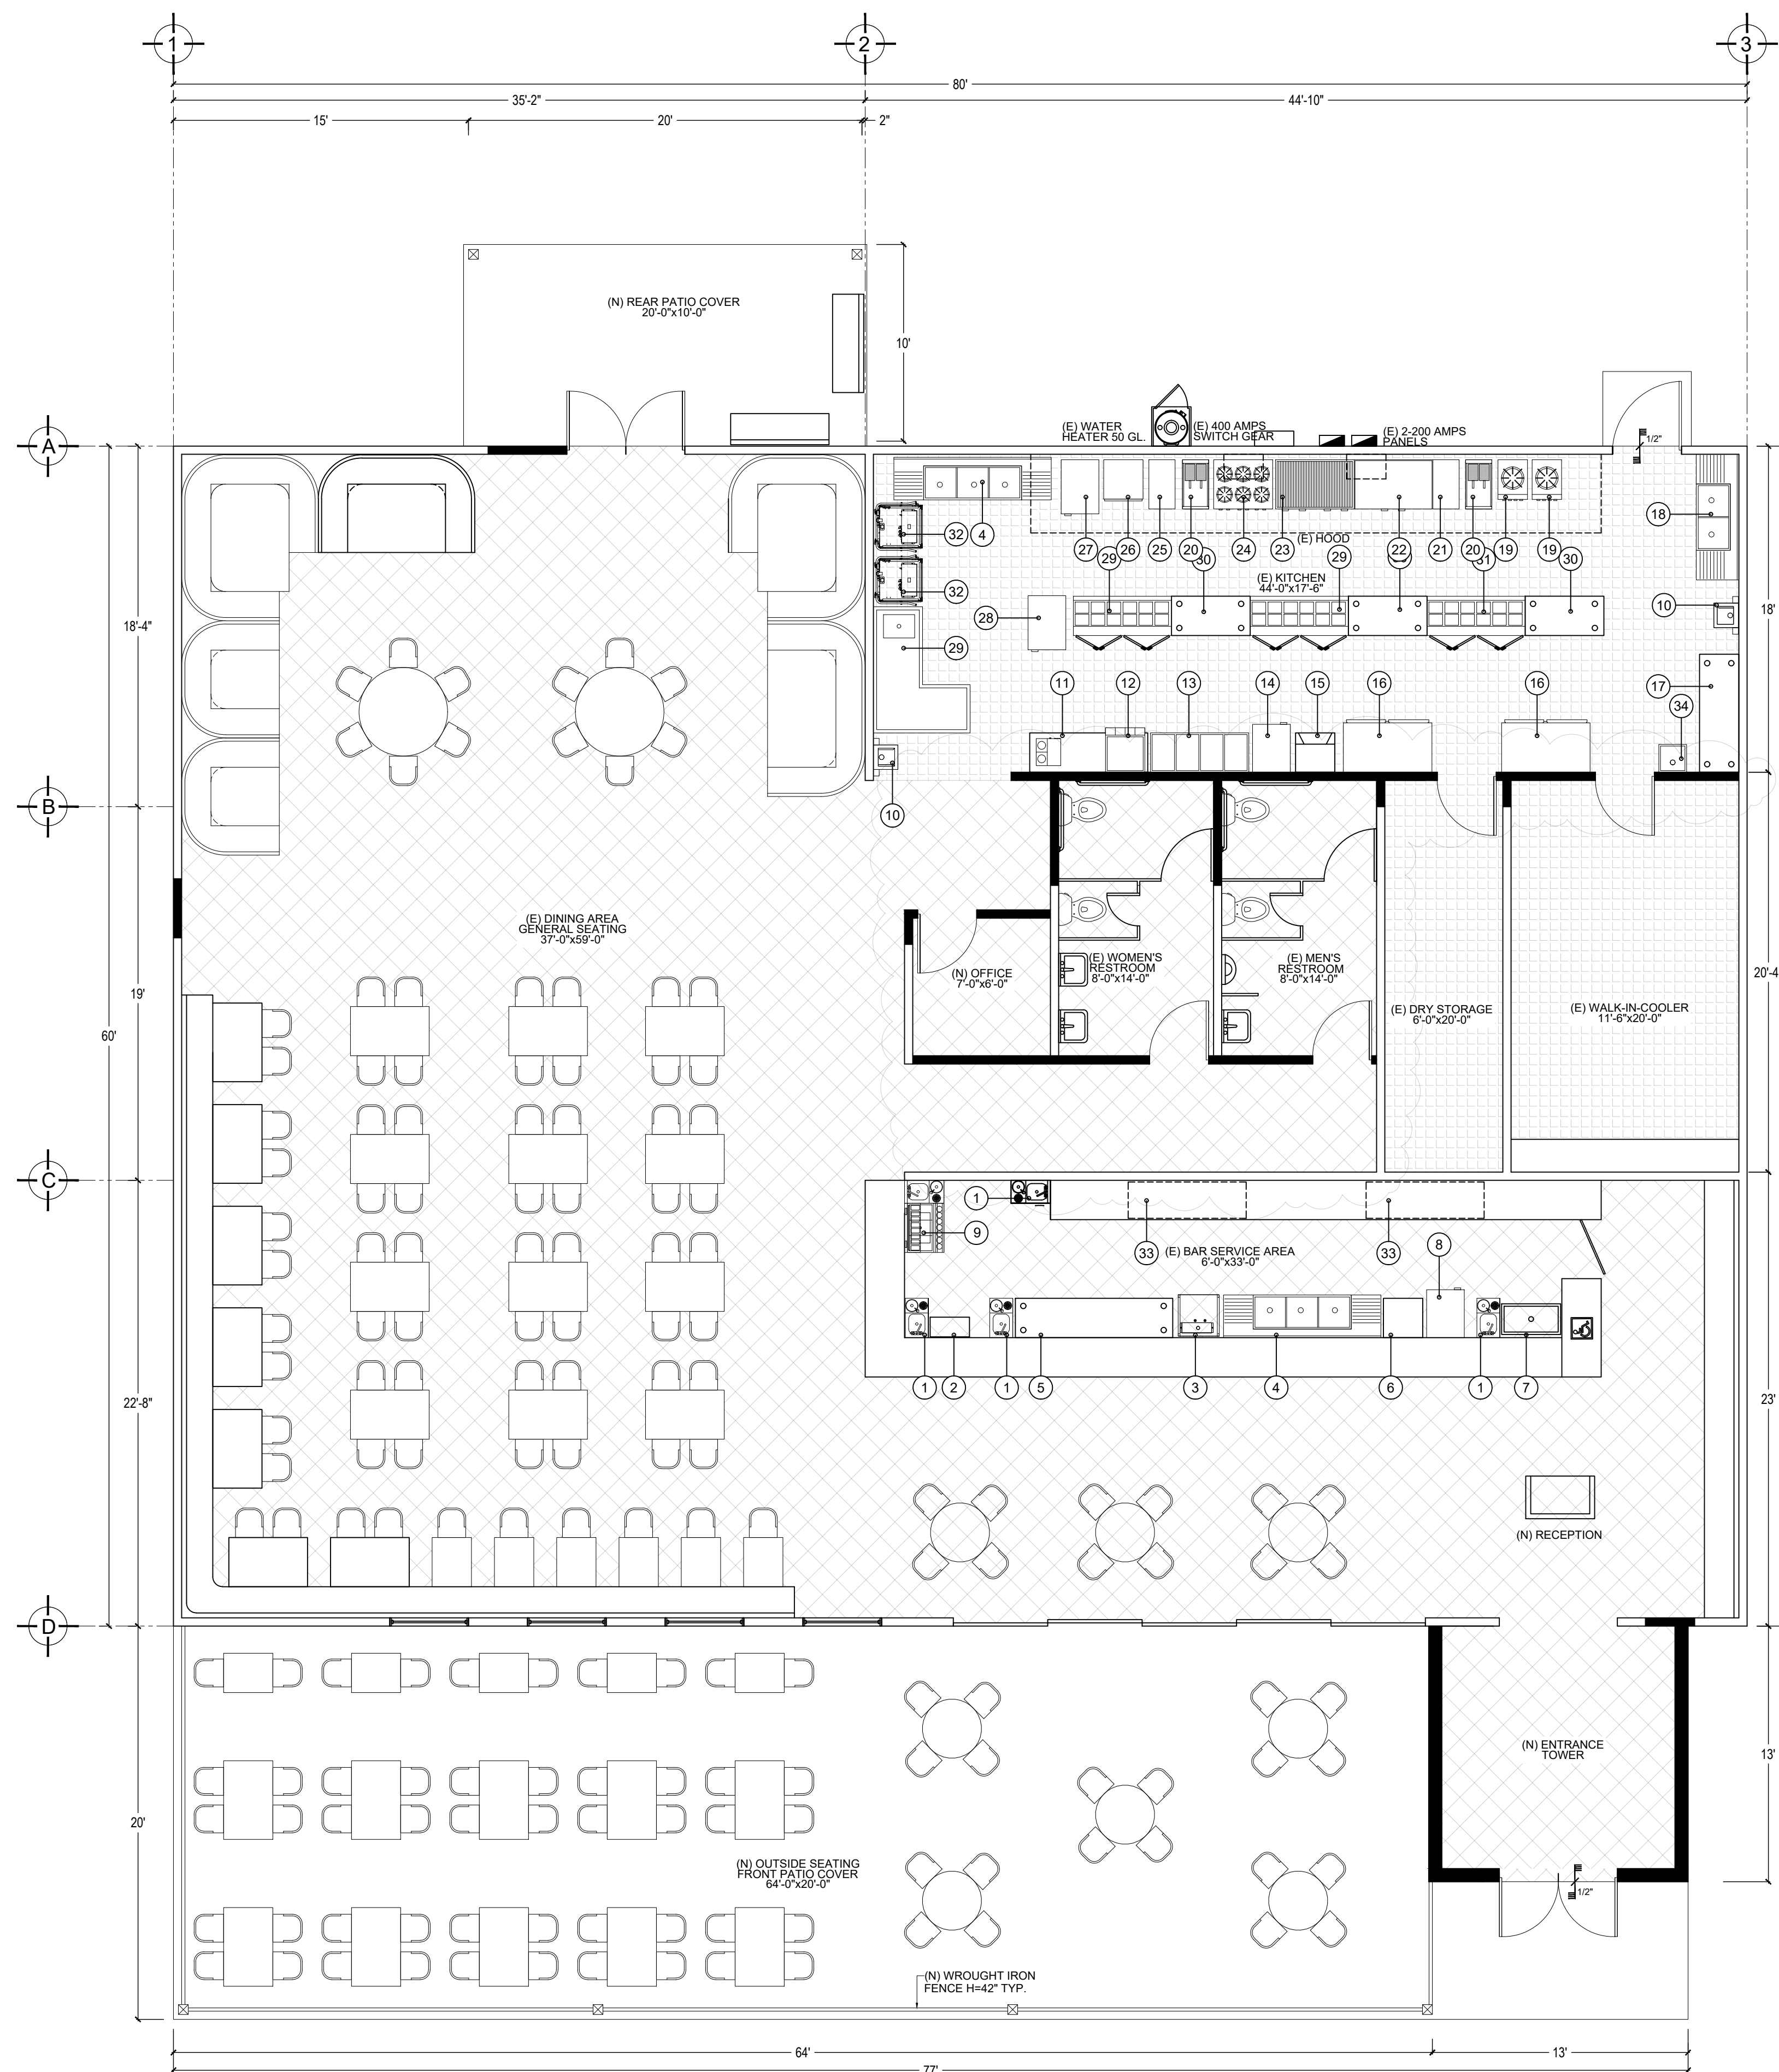 1
2
3
80'
35'-2"
44'-10"
15'
20'
2"
(N) REAR PATIO COVER
20'-0"x10'-0"
10'
A
(E) WATER
HEATER 50 GL.
(E) 400 AMPS
SWITCH GEAR
(E) 2-200 AMPS
PANELS
1/2"
32
4
27
26
25
20
24
23
22
21
20
19
19
18
(E) HOOD
29
30
29
31
30
(E) KITCHEN
44'-0"x17'-6"
32
28
10
18'-4"
18'
29
11
12
13
14
15
16
16
17
34
B
10
(E) DINING AREA
GENERAL SEATING
37'-0"x59'-0"
(N) OFFICE
7'-0"x6'-0"
(E) WOMEN'S
RESTROOM
8'-0"x14'-0"
(E) MEN'S
RESTROOM
8'-0"x14'-0"
(E) DRY STORAGE
6'-0"x20'-0"
(E) WALK-IN-COOLER
11'-6"x20'-0"
19'
20'-4
60'
C
1
9
33
(E) BAR SERVICE AREA
6'-0"x33'-0"
33
8
1
2
1
5
3
4
6
1
7
22'-8"
23'
(N) RECEPTION
D
(N) ENTRANCE
TOWER
13'
20'
(N) OUTSIDE SEATING
FRONT PATIO COVER
64'-0"x20'-0"
1/2"
(N) WROUGHT IRON
FENCE H=42" TYP.
64'
13'
77'